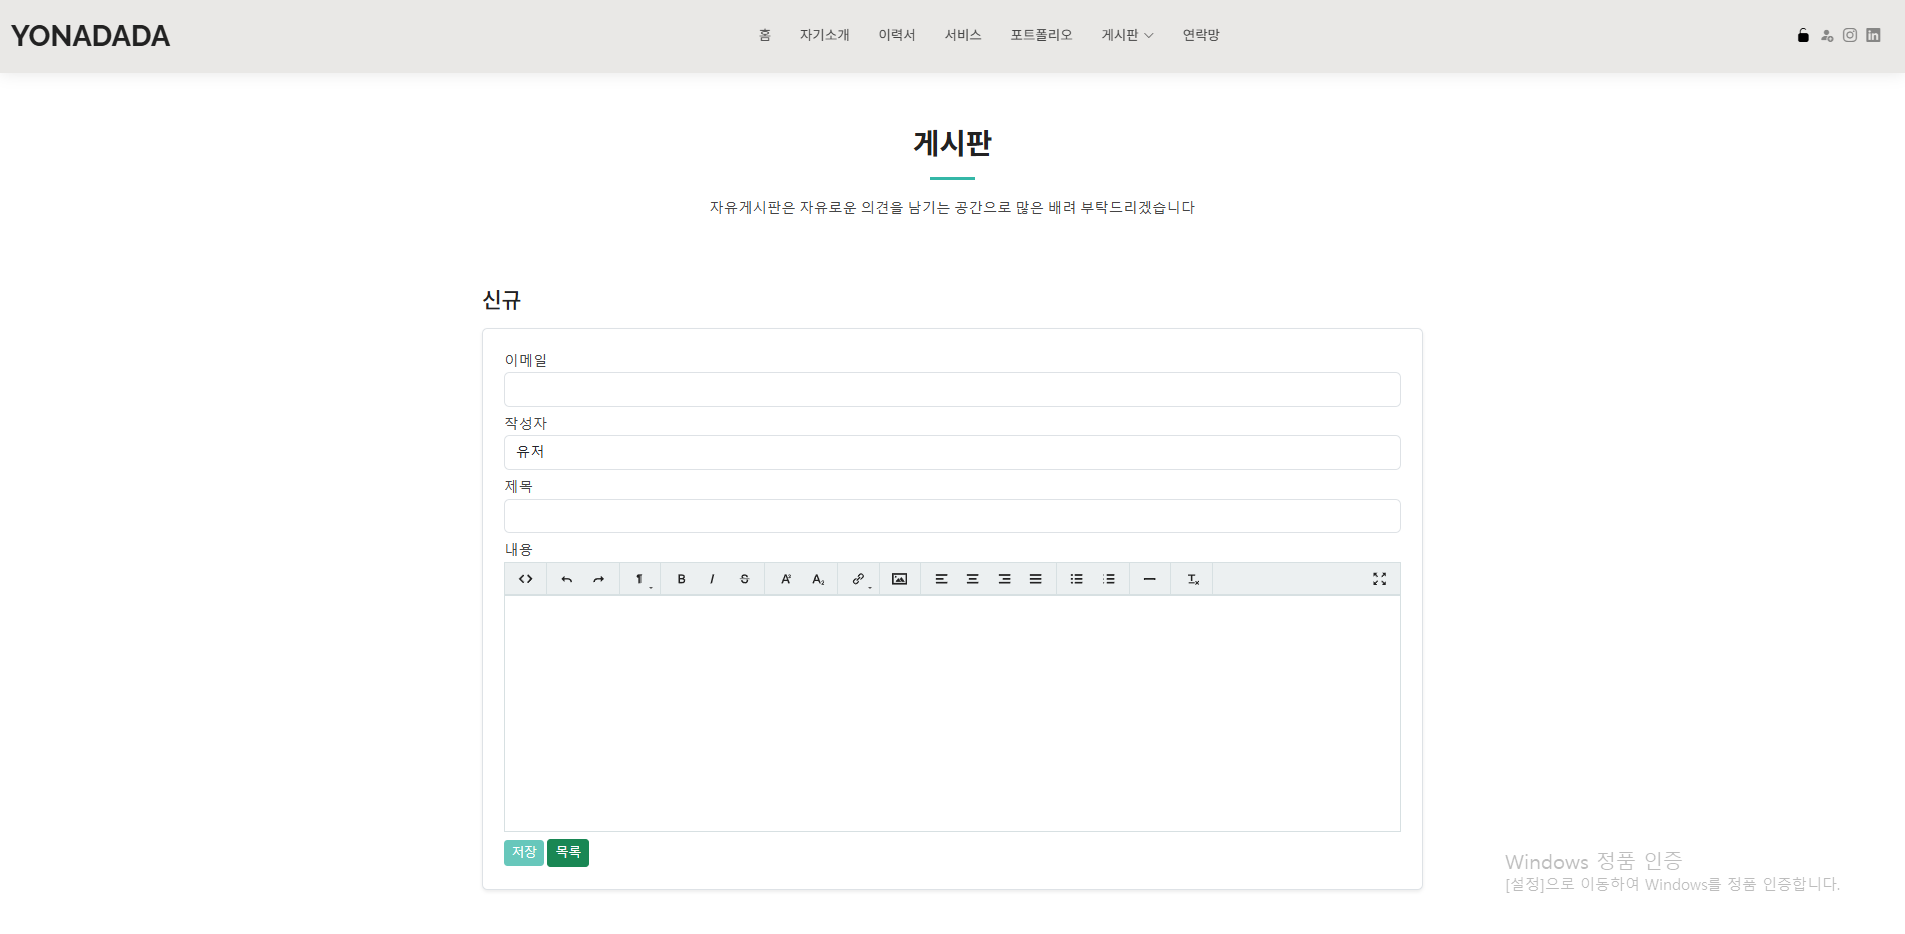 YONADADA 홈 자기소개 이력서 서비스 포트폴리오 게시판 연락망
게시판
자유게시판은 자유로운 의견을 남기는 공간으로 많은 배려 부탁드리겠습니다
신규
이메일
작성자
유저
제목
내용
저장 목록
Windows 정품 인증
[설정]으로 이동하여 Windows를 정품 인증합니다.